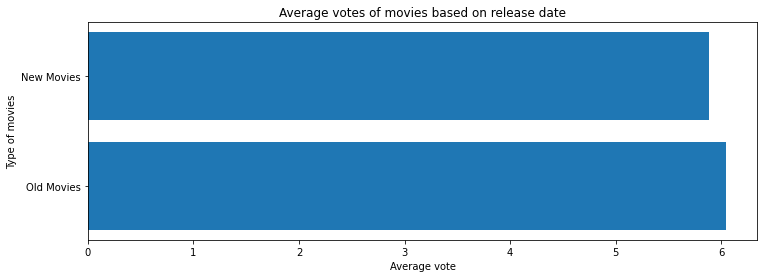 Average votes of movies based on release date
Type of movies
New Movies
Old Movies
0 1 2 3 4 5 6
Average vote